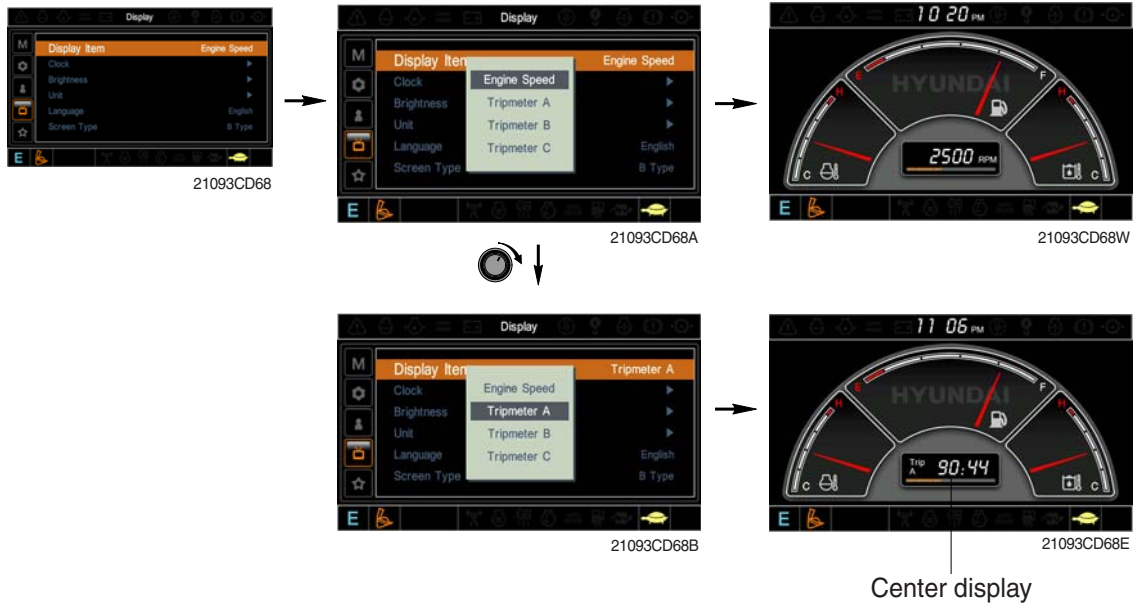 Display
M
Display Item Engine Speed
Clock
Brightness
Unit
Language English
Screen Type B Type
E
21093CD68
Display
M
Display Item Engine Speed
Clock
Brightness
Unit
Language English
Screen Type B Type
Engine Speed
Tripmeter A
Tripmeter B
Tripmeter C
E
21093CD68A
10 20 PM
E F
HYUNDAI
H H
2500 RPM
C C
E
21093CD68W
Display
M
Display Item Tripmeter A
Clock
Brightness
Unit
Language English
Screen Type B Type
Engine Speed
Tripmeter A
Tripmeter B
Tripmeter C
E
21093CD68B
11 06 PM
E F
HYUNDAI
H H
Trip A 90:44
C C
E
21093CD68E
Center display